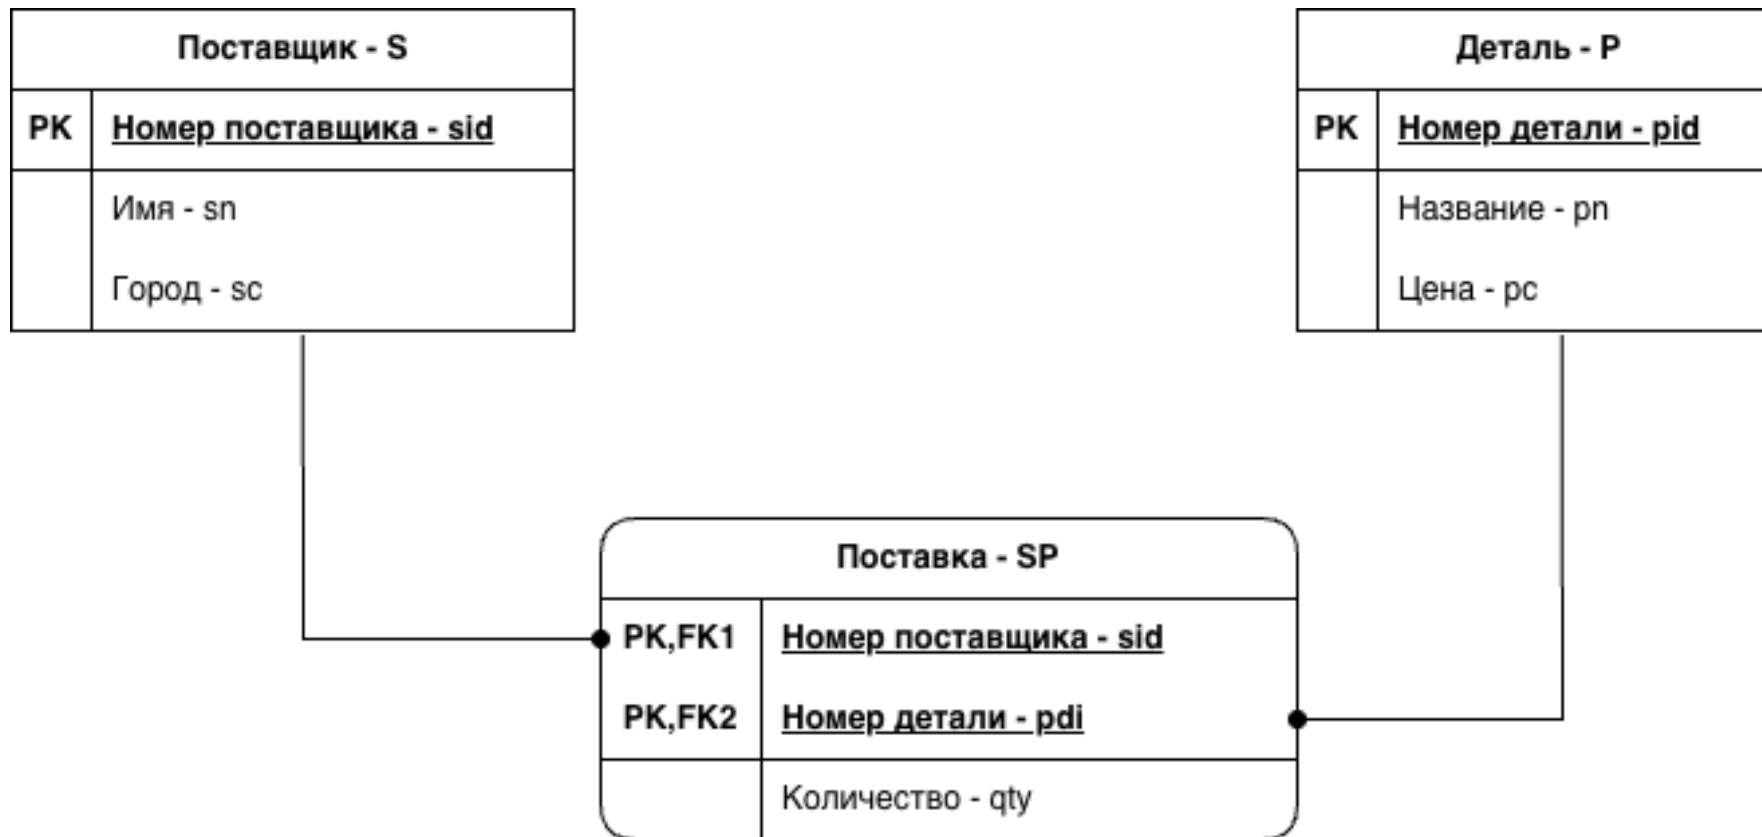 Поставщик - S
PK Номер поставщика - sid
Имя - sn
Город - sc
Деталь - P
PK Номер детали - pid
Название - pn
Цена - pc
Поставка - SP
PK,FK1 Номер поставщика - sid
PK,FK2 Номер детали - pdi
Количество - qty